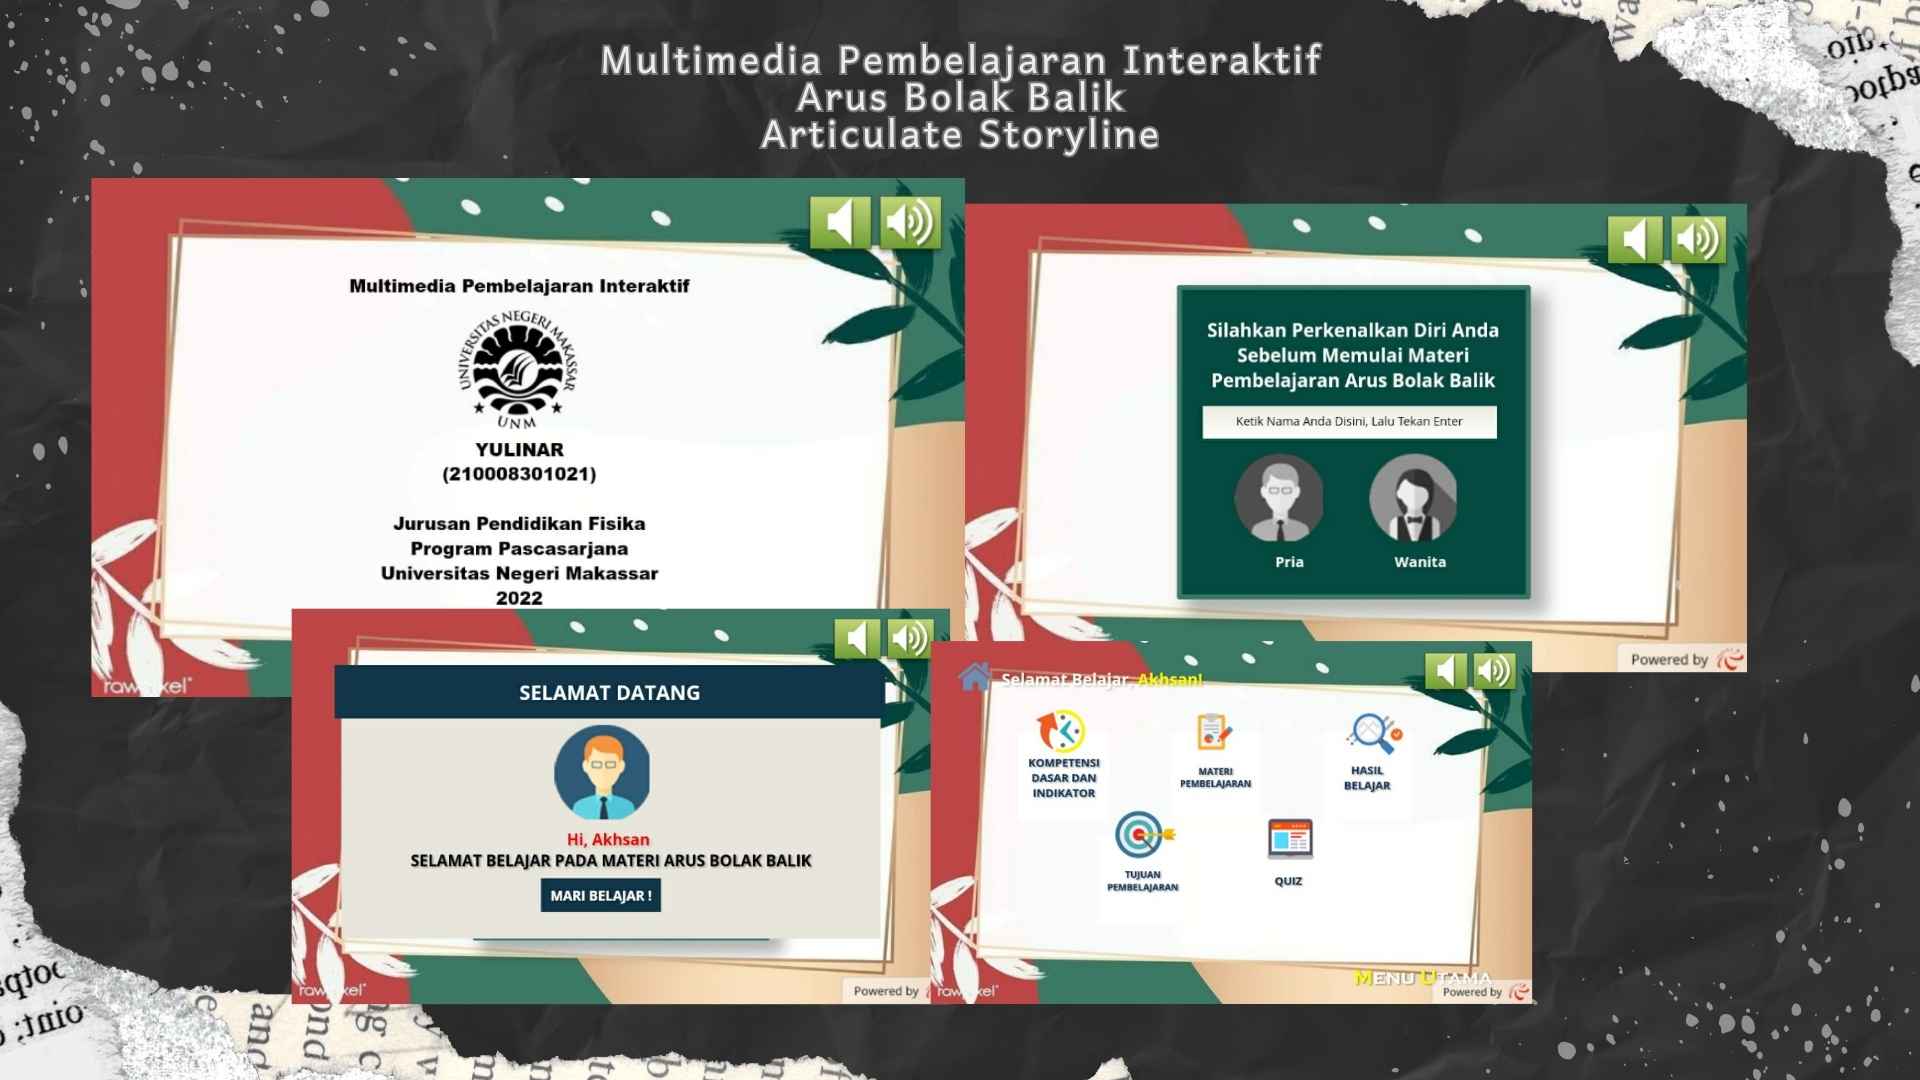 Multimedia Pembelajaran Interaktif
Arus Bolak Balik
Articulate Storyline
Multimedia Pembelajaran Interaktif
UNIVERSITAS NEGERI MAKASSAR
UNM
YULINAR
(210008301021)
Jurusan Pendidikan Fisika
Program Pascasarjana
Universitas Negeri Makassar
2022
Silahkan Perkenalkan Diri Anda
Sebelum Memulai Materi
Pembelajaran Arus Bolak Balik
Ketik Nama Anda Disini, Lalu Tekan Enter
Pria
Wanita
Powered by
SELAMAT DATANG
Hi, Akhsan
SELAMAT BELAJAR PADA MATERI ARUS BOLAK BALIK
MARI BELAJAR !
Powered by
Selamat Belajar, Akhsan!
KOMPETENSI
DASAR DAN
INDIKATOR
MATERI
PEMBELAJARAN
HASIL
BELAJAR
TUJUAN
PEMBELAJARAN
QUIZ
MENU UTAMA
Powered by
and